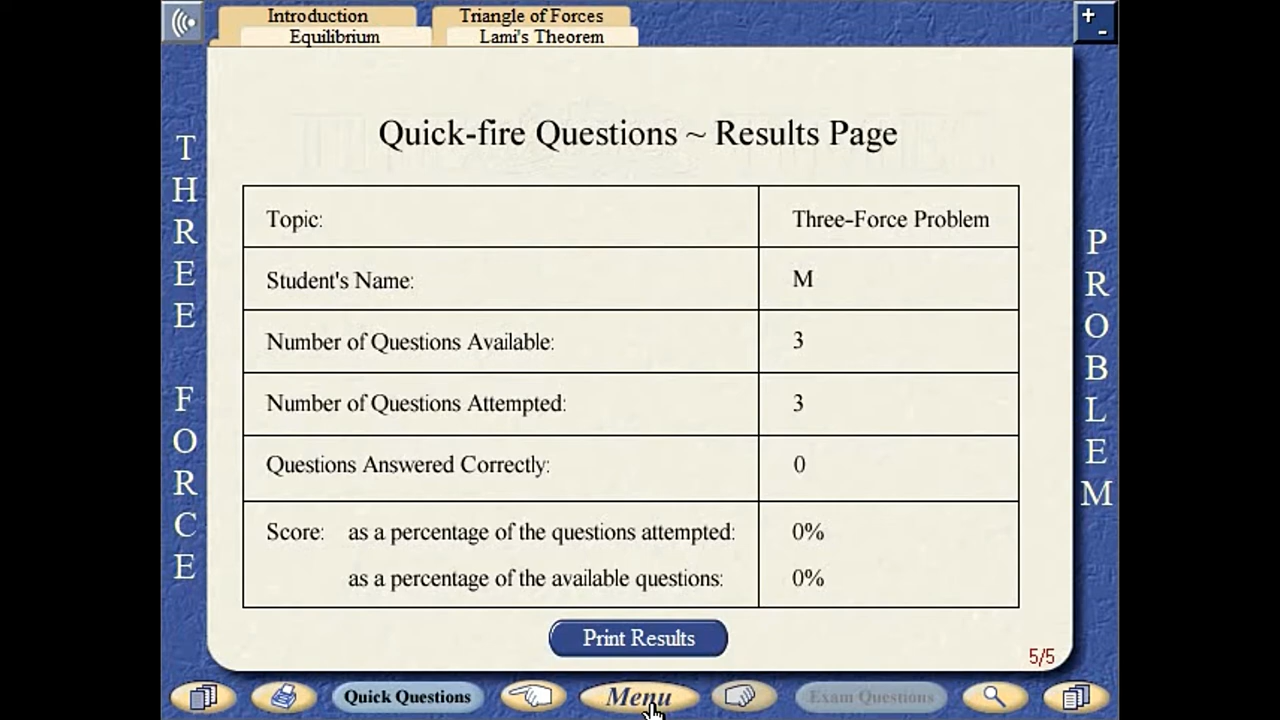 Introduction
Equilibrium
Triangle of Forces
Lami's Theorem
+
-
THREE FORCE
PROBLEM
Quick-fire Questions ~ Results Page
Topic: Three-Force Problem
Student's Name: M
Number of Questions Available: 3
Number of Questions Attempted: 3
Questions Answered Correctly: 0
Score: as a percentage of the questions attempted: 0%
as a percentage of the available questions: 0%
Print Results
5/5
Quick Questions
Menu
Exam Questions